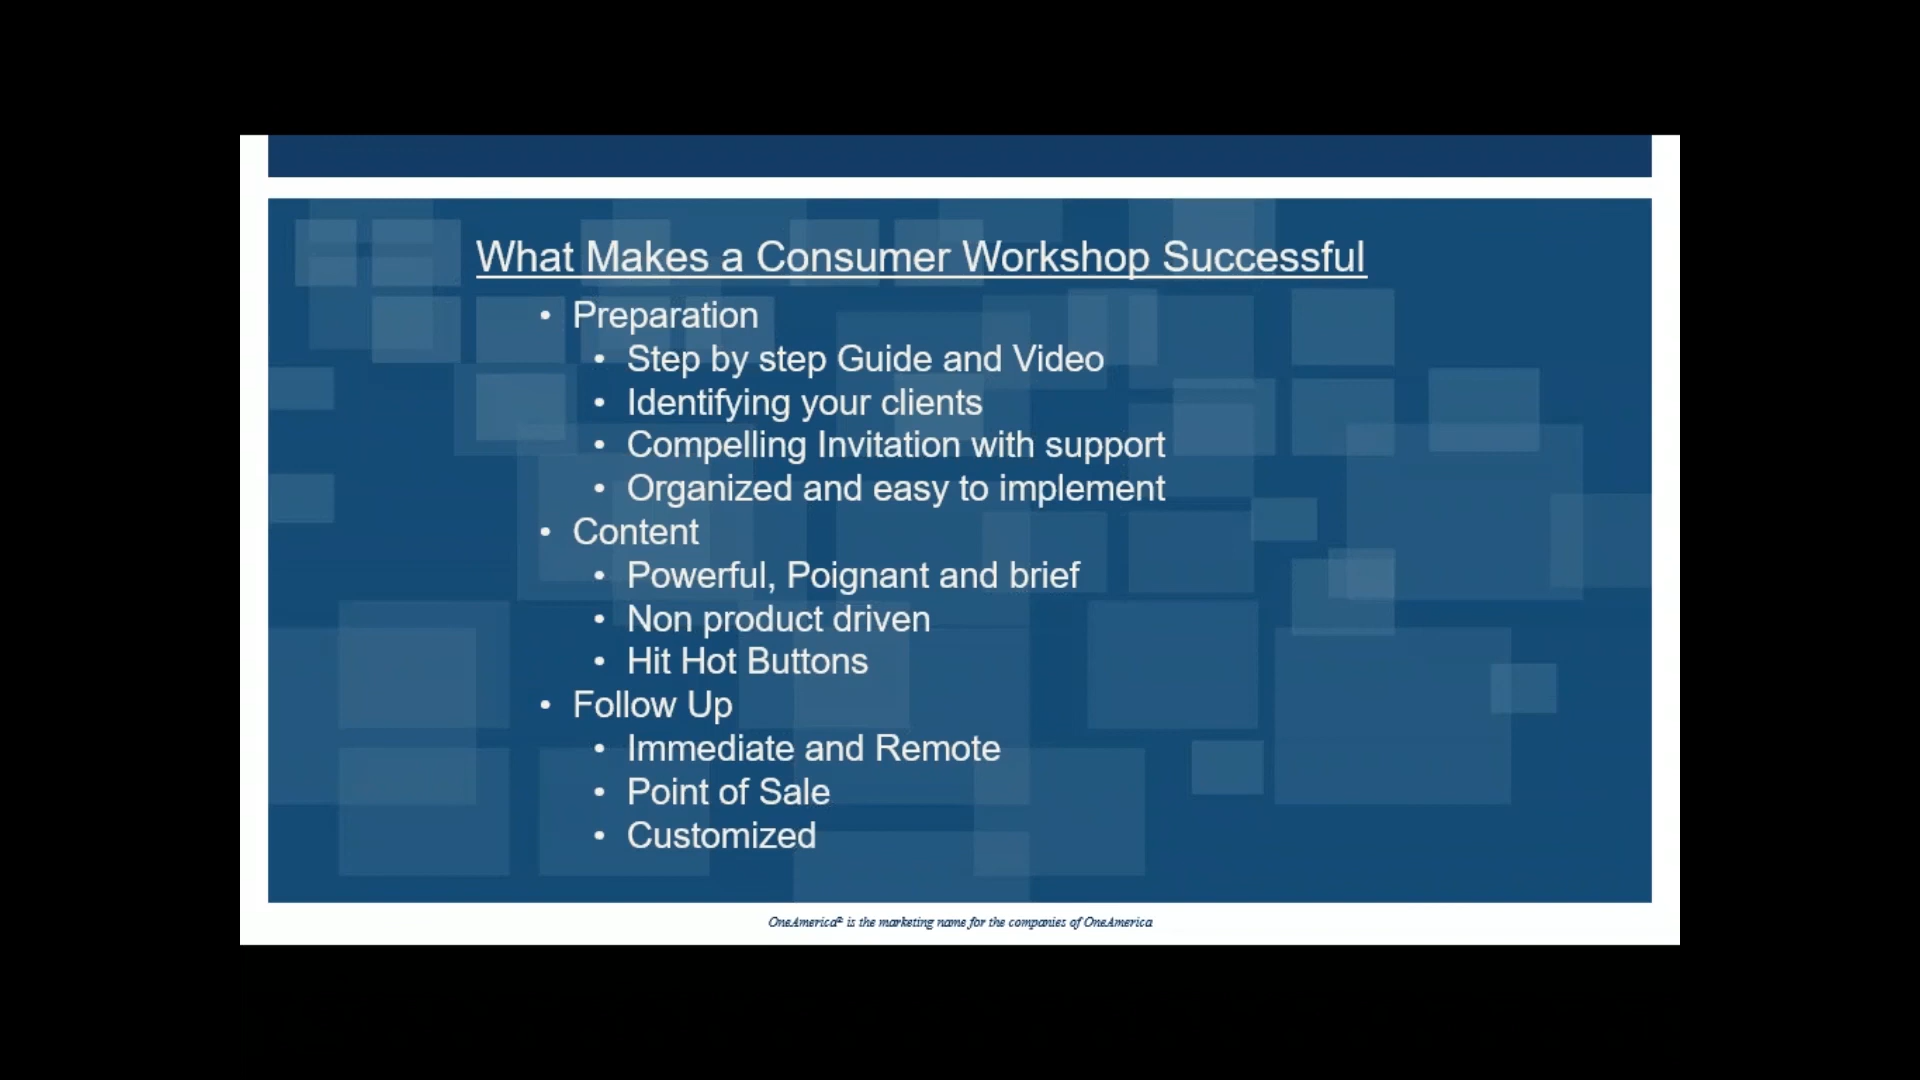 What Makes a Consumer Workshop Successful
• Preparation
• Step by step Guide and Video
• Identifying your clients
• Compelling Invitation with support
• Organized and easy to implement
• Content
• Powerful, Poignant and brief
• Non product driven
• Hit Hot Buttons
• Follow Up
• Immediate and Remote
• Point of Sale
• Customized
OneAmerica® is the marketing name for the companies of OneAmerica